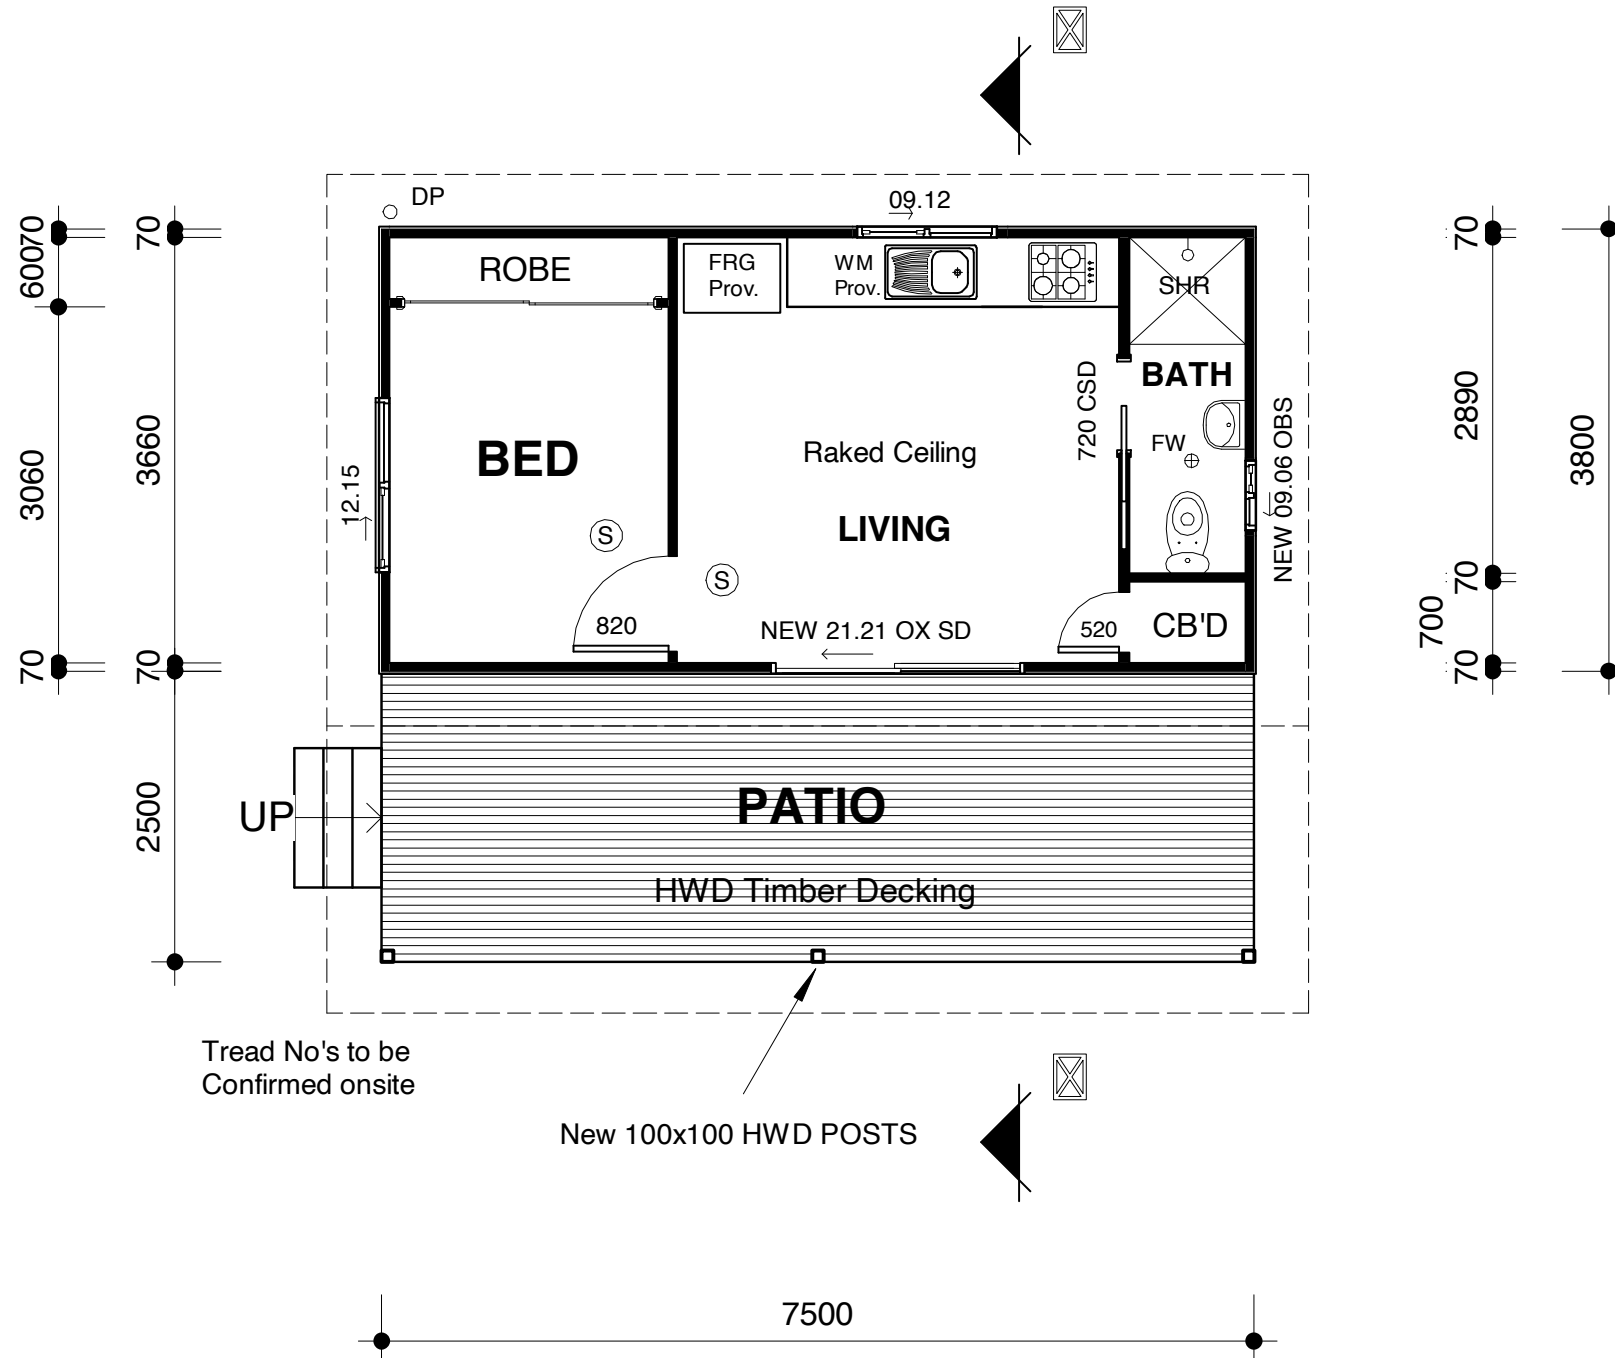 DP
09.12
70
600
3060
70
70
3660
70
2500
ROBE
FRG
Prov.
WM
Prov.
SHR
BATH
720 CSD
FW
NEW 09.06 OBS
12.15
BED
Raked Ceiling
LIVING
S
S
820
NEW 21.21 OX SD
520
CB'D
70
2890
70
700
70
3800
UP
PATIO
HWD Timber Decking
Tread No's to be
Confirmed onsite
New 100x100 HWD POSTS
7500